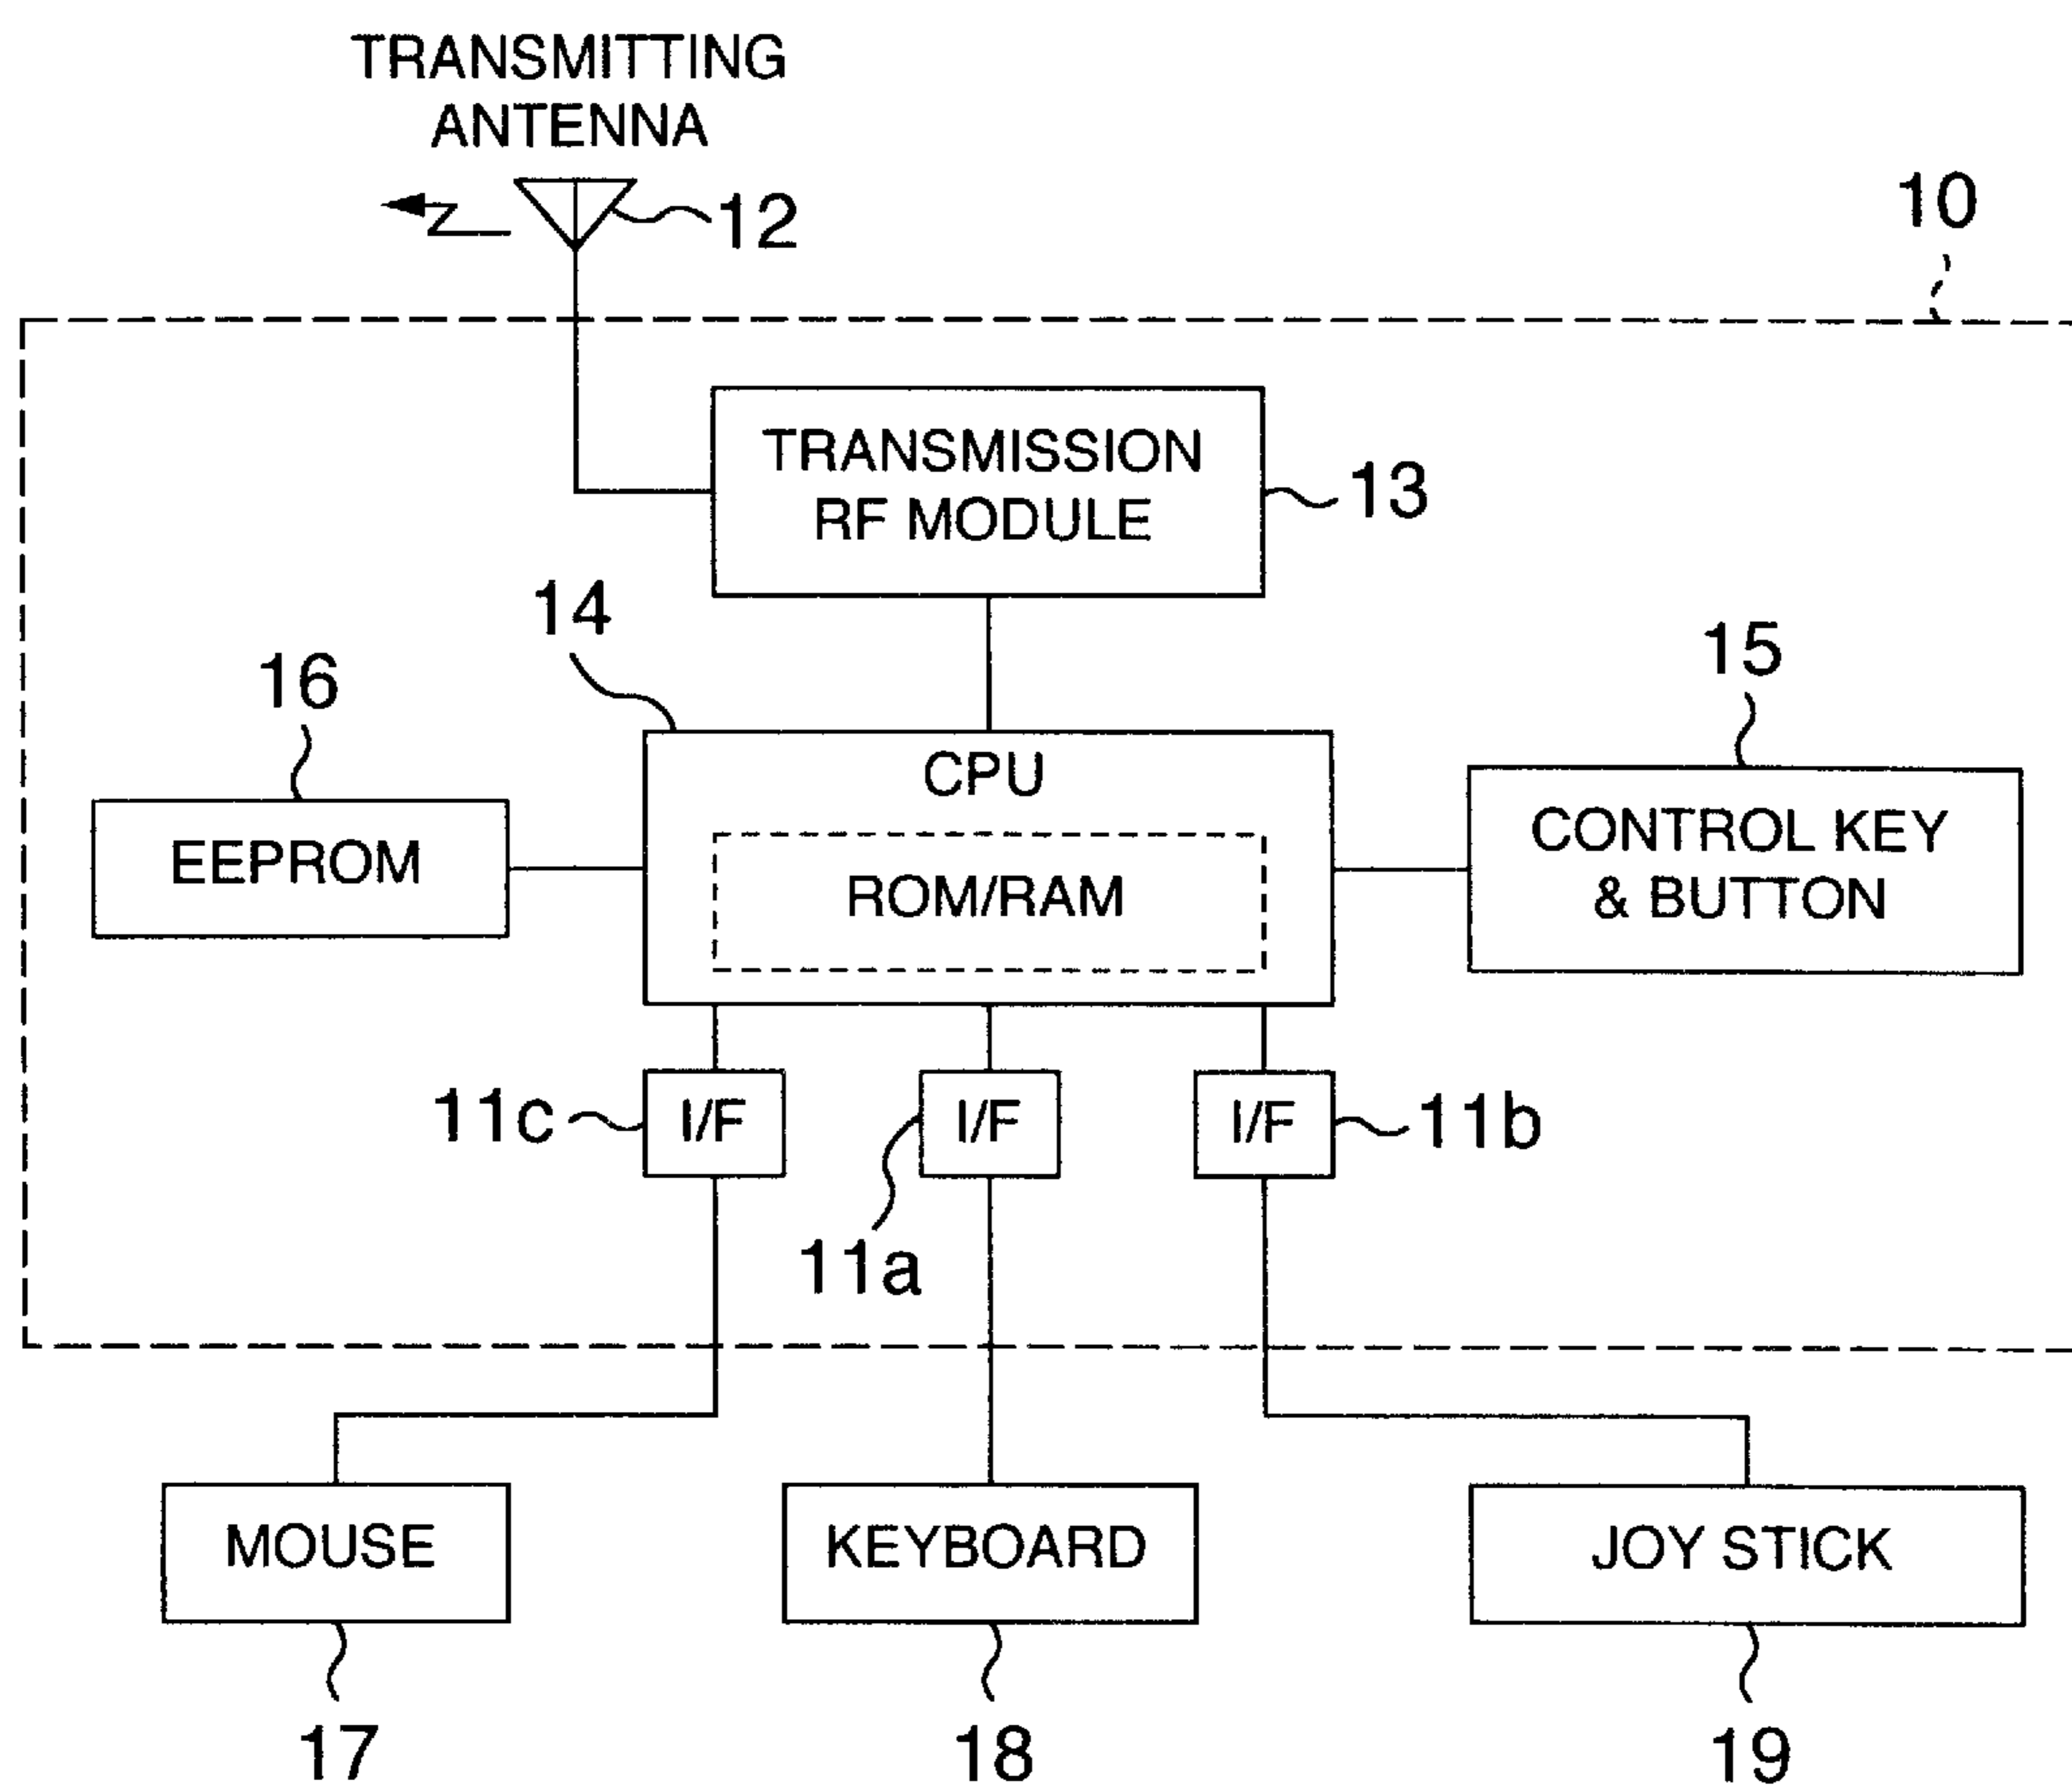 TRANSMITTING
ANTENNA
12
10
TRANSMISSION
RF MODULE
13
14
16
15
CPU
EEPROM
ROM/RAM
CONTROL KEY
& BUTTON
11c
I/F
I/F
I/F
11b
11a
MOUSE
KEYBOARD
JOY STICK
17
18
19